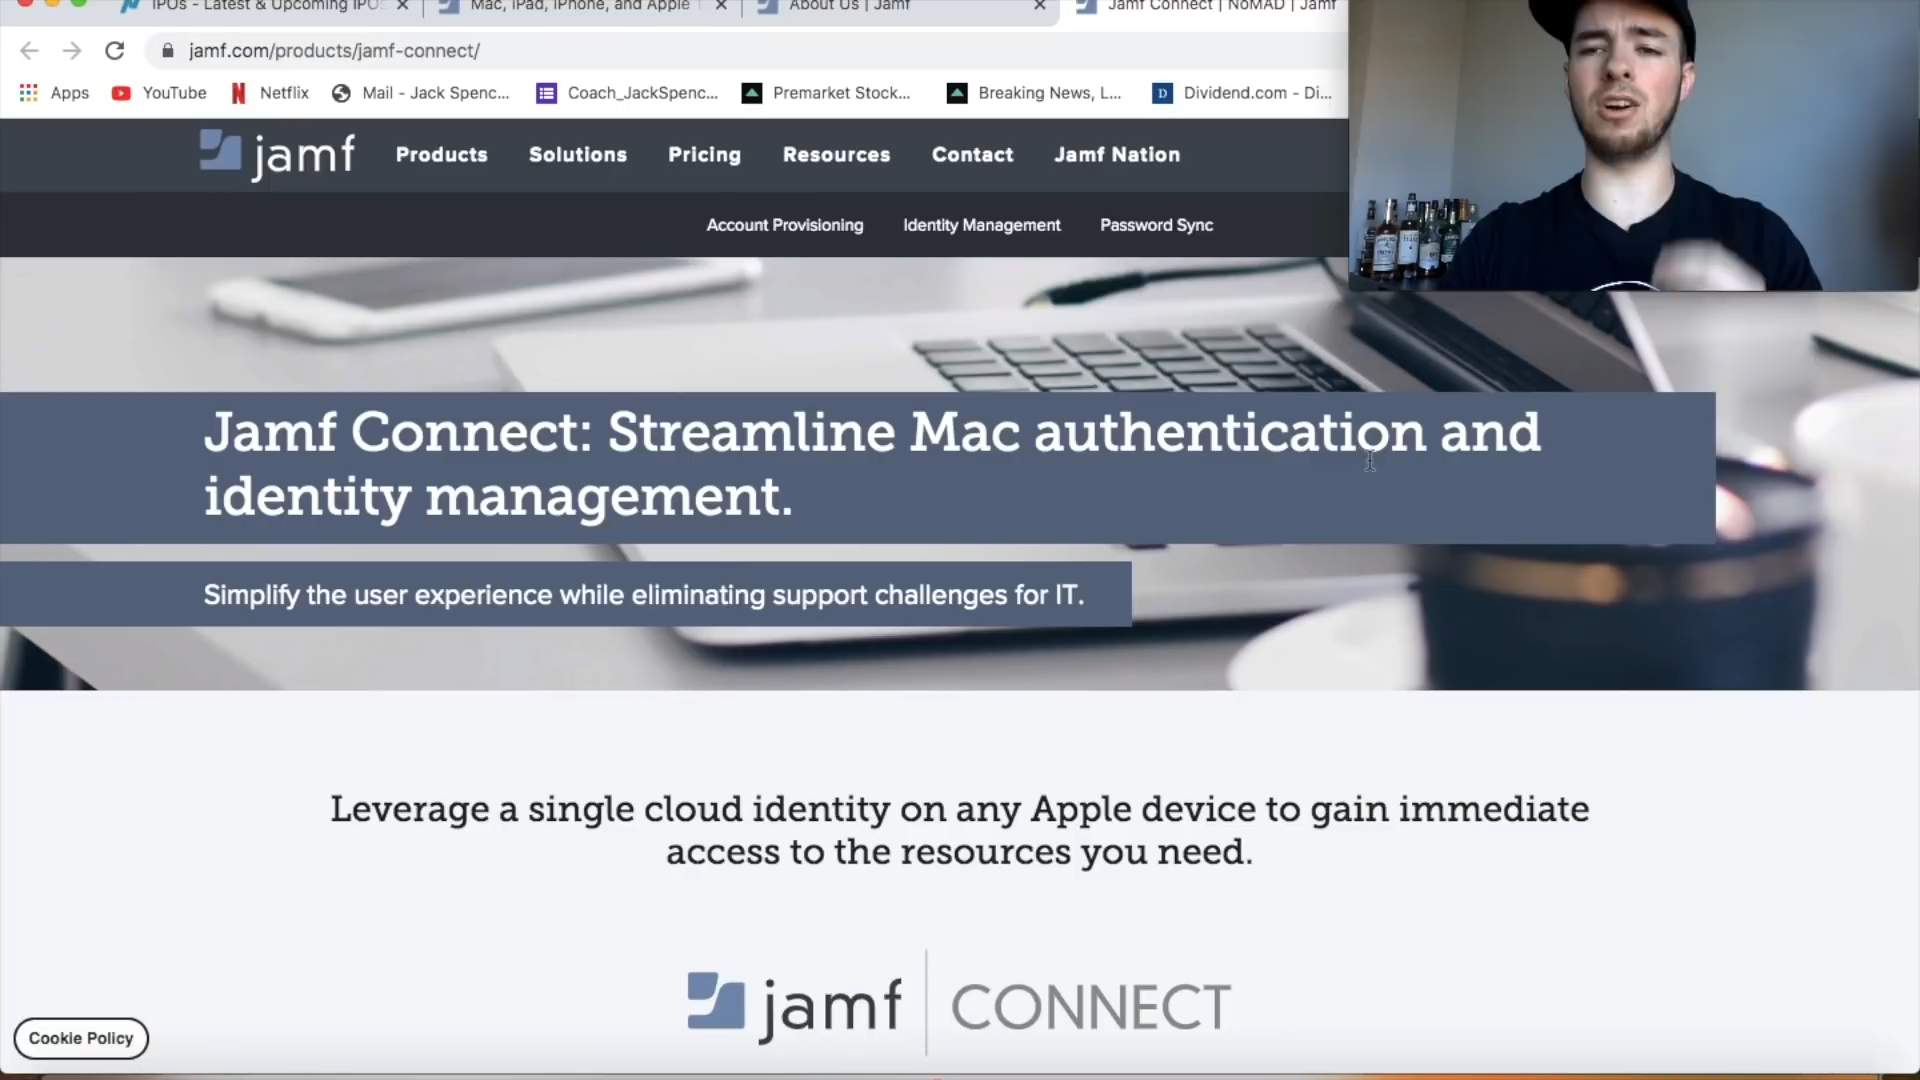 IPOs - Latest & Upcoming IPOs
Mac, iPad, iPhone, and Apple
About Us | Jamf
Jamf Connect | NoMAD | Jamf
jamf.com/products/jamf-connect/
Apps
YouTube
Netflix
Mail - Jack Spenc...
Coach_JackSpenc...
Premarket Stock...
Breaking News, L...
D
Dividend.com - Di...
jamf
Products
Solutions
Pricing
Resources
Contact
Jamf Nation
Account Provisioning
Identity Management
Password Sync
Jamf Connect: Streamline Mac authentication and
identity management.
Simplify the user experience while eliminating support challenges for IT.
Leverage a single cloud identity on any Apple device to gain immediate
access to the resources you need.
jamf | CONNECT
Cookie Policy